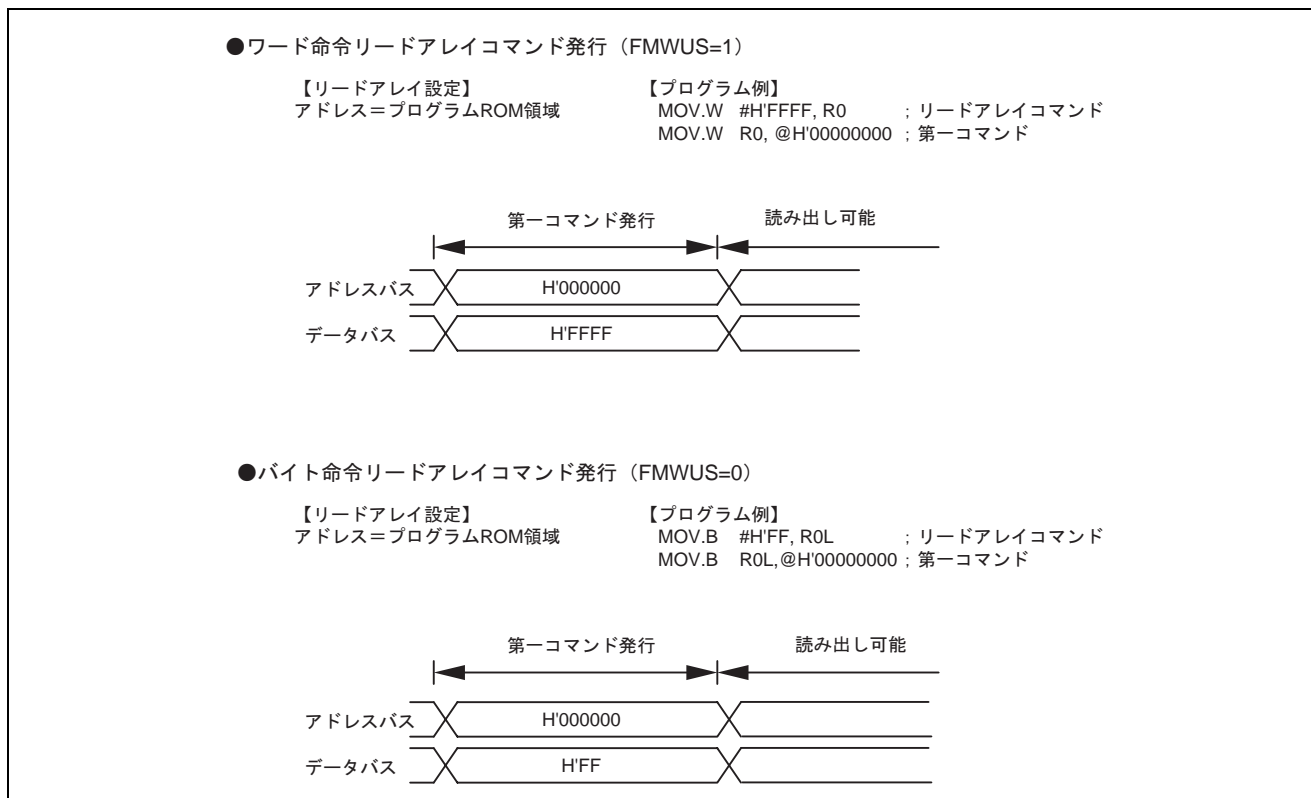 ●ワード命令リードアレイコマンド発行（FMWUS=1）
【リードアレイ設定】 【プログラム例】
アドレス＝プログラムROM領域 MOV.W #H'FFFF, R0 ; リードアレイコマンド
MOV.W R0, @H'00000000 ; 第一コマンド
第一コマンド発行 読み出し可能
アドレスバス H'000000
データバス H'FFFF
●バイト命令リードアレイコマンド発行（FMWUS=0）
【リードアレイ設定】 【プログラム例】
アドレス＝プログラムROM領域 MOV.B #H'FF, R0L ; リードアレイコマンド
MOV.B R0L,@H'00000000 ; 第一コマンド
第一コマンド発行 読み出し可能
アドレスバス H'000000
データバス H'FF